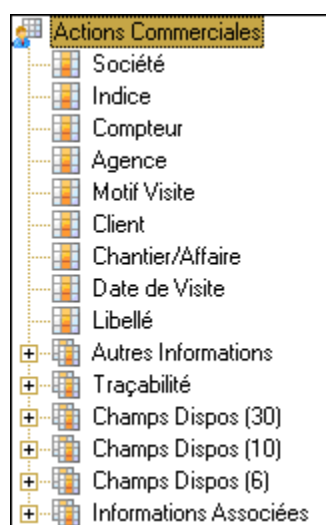 Actions Commerciales
Société
Indice
Compteur
Agence
Motif Visite
Client
Chantier/Affaire
Date de Visite
Libellé
Autres Informations
Traçabilité
Champs Dispos (30)
Champs Dispos (10)
Champs Dispos (6)
Informations Associées